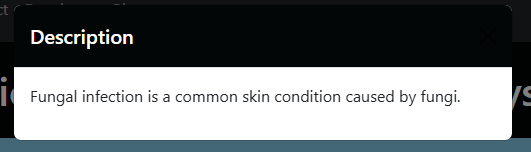 Description
Fungal infection is a common skin condition caused by fungi.